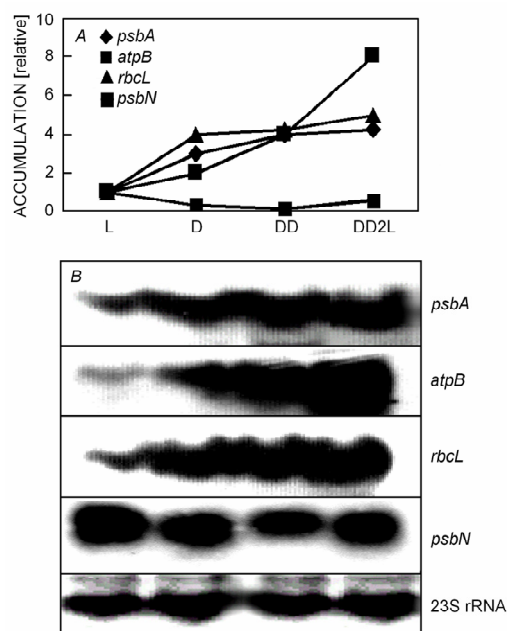 ACCUMULATION [relative]
10
8
6
4
2
0
A
psbA
atpB
rbcL
psbN
L D DD DD2L
B
psbA
atpB
rbcL
psbN
23S rRNA